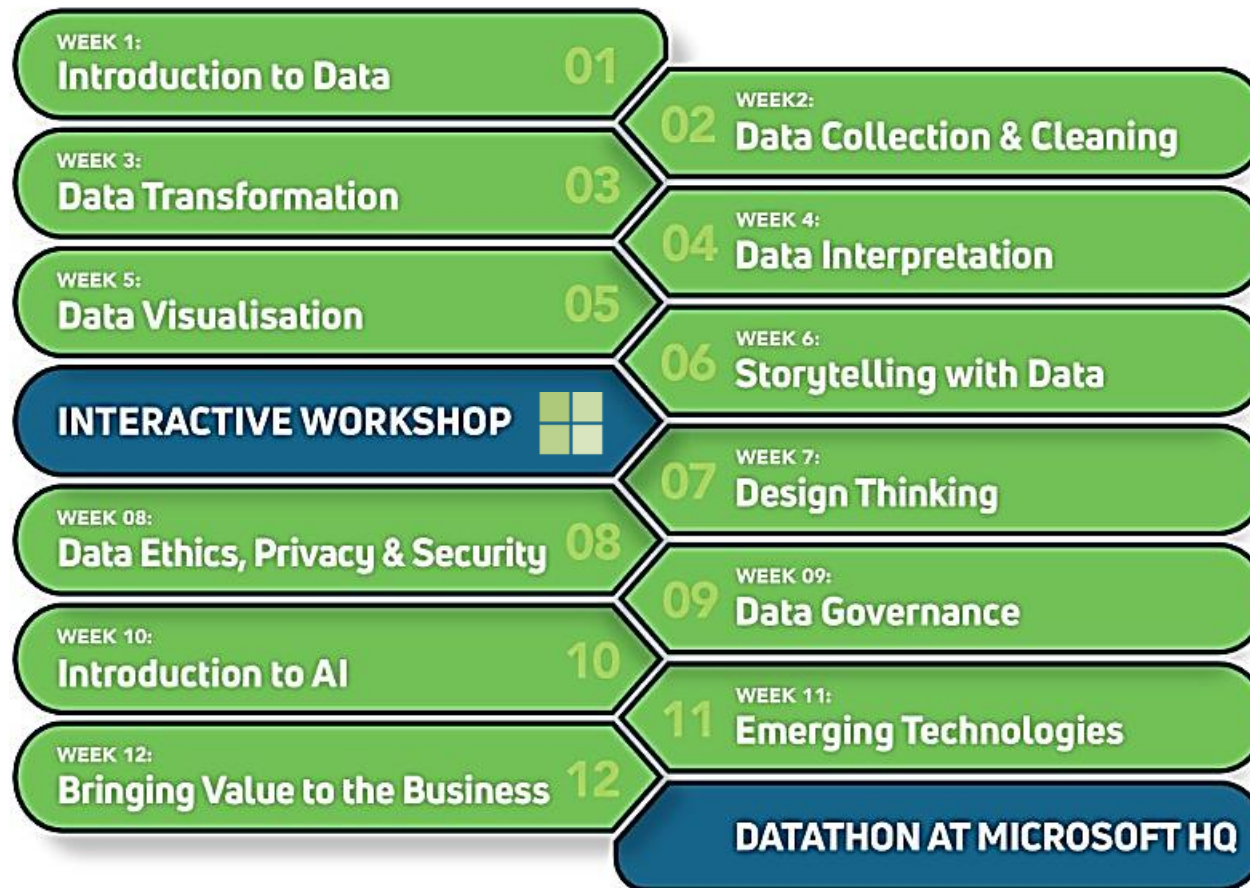 WEEK 1:
Introduction to Data
01
WEEK2:
02
Data Collection & Cleaning
WEEK 3:
Data Transformation
03
WEEK 4:
04
Data Interpretation
WEEK 5:
Data Visualisation
05
WEEK 6:
06
Storytelling with Data
INTERACTIVE WORKSHOP
WEEK 7:
07
Design Thinking
WEEK 08:
Data Ethics, Privacy & Security
08
WEEK 09:
09
Data Governance
WEEK 10:
Introduction to AI
10
WEEK 11:
11
Emerging Technologies
WEEK 12:
Bringing Value to the Business
12
DATATHON AT MICROSOFT HQ